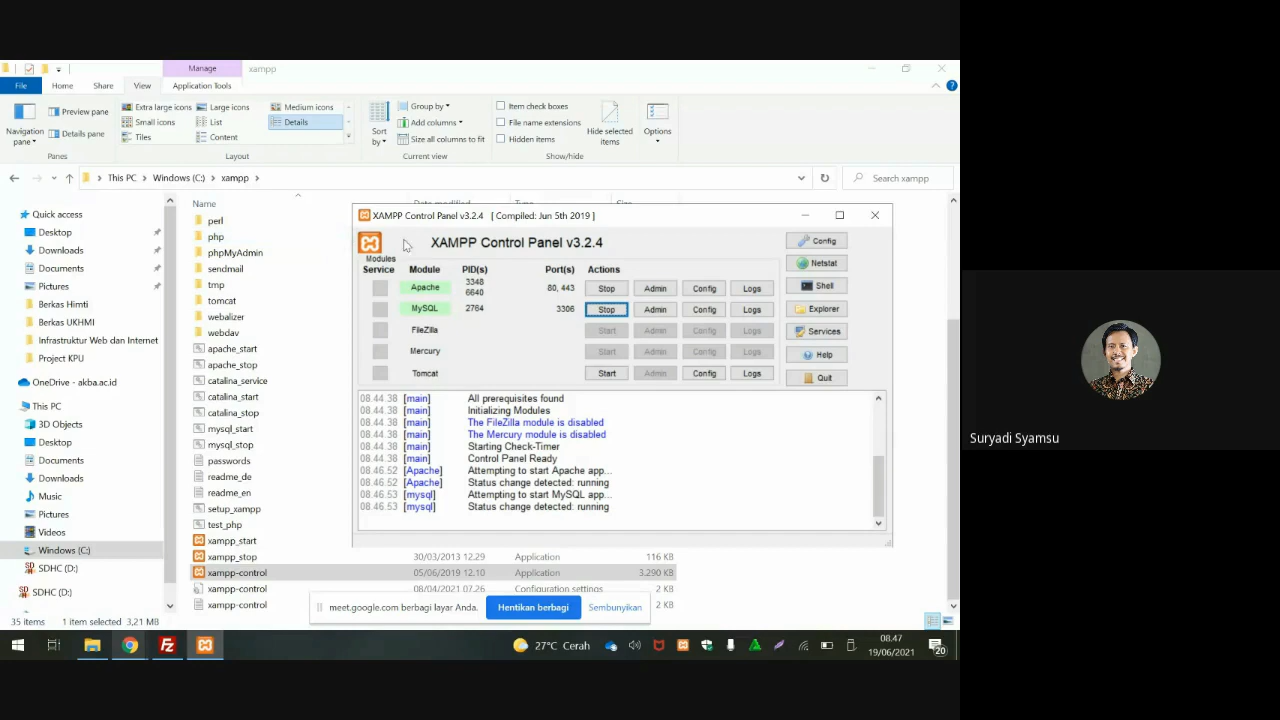 Manage
xampp
File
Home
Share
View
Application Tools
Navigation pane
Preview pane
Details pane
Panes
Extra large icons
Large icons
Medium icons
Small icons
List
Details
Tiles
Content
Layout
Sort by
Group by
Add columns
Size all columns to fit
Current view
Item check boxes
File name extensions
Hidden items
Hide selected items
Show/hide
Options
This PC > Windows (C:) > xampp >
Search xampp
Quick access
Desktop
Downloads
Documents
Pictures
Berkas Himti
Berkas UKHMI
Infrastruktur Web dan Internet
Project KPU
OneDrive - akba.ac.id
This PC
3D Objects
Desktop
Documents
Downloads
Music
Pictures
Videos
Windows (C:)
SDHC (D:)
SDHC (D:)
Name
perl
php
phpMyAdmin
sendmail
tmp
tomcat
webalizer
webdav
apache_start
apache_stop
catalina_service
catalina_start
catalina_stop
mysql_start
mysql_stop
passwords
readme_de
readme_en
setup_xampp
test_php
xampp_start
xampp_stop 30/03/2013 12.29 Application 116 KB
xampp-control 05/06/2019 12.10 Application 3.290 KB
xampp-control 08/04/2021 07.26 Configuration settings 2 KB
xampp-control 2 KB
XAMPP Control Panel v3.2.4 [ Compiled: Jun 5th 2019 ]
XAMPP Control Panel v3.2.4
Modules
Service Module PID(s) Port(s) Actions
Apache 3348 6640 80, 443 Stop Admin Config Logs
MySQL 2764 3306 Stop Admin Config Logs
FileZilla Start Admin Config Logs
Mercury Start Admin Config Logs
Tomcat Start Admin Config Logs
Config
Netstat
Shell
Explorer
Services
Help
Quit
08.44.38 [main] All prerequisites found
08.44.38 [main] Initializing Modules
08.44.38 [main] The FileZilla module is disabled
08.44.38 [main] The Mercury module is disabled
08.44.38 [main] Starting Check-Timer
08.44.38 [main] Control Panel Ready
08.46.52 [Apache] Attempting to start Apache app...
08.46.52 [Apache] Status change detected: running
08.46.53 [mysql] Attempting to start MySQL app...
08.46.53 [mysql] Status change detected: running
meet.google.com berbagi layar Anda.
Hentikan berbagi
Sembunyikan
35 items 1 item selected 3,21 MB
27°C Cerah
08.47
19/06/2021
20
Suryadi Syamsu